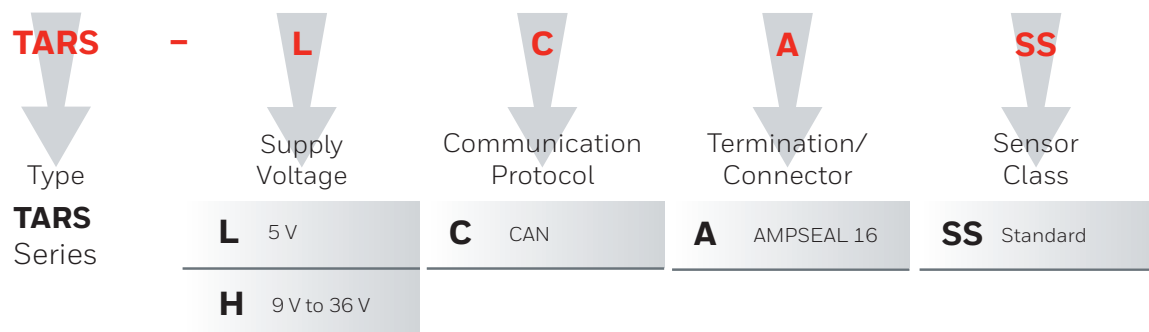 TARS - L C A SS
Type
Supply
Voltage
Communication
Protocol
Termination/
Connector
Sensor
Class
TARS
Series
L 5 V
C CAN
A AMPSEAL 16
SS Standard
H 9 V to 36 V